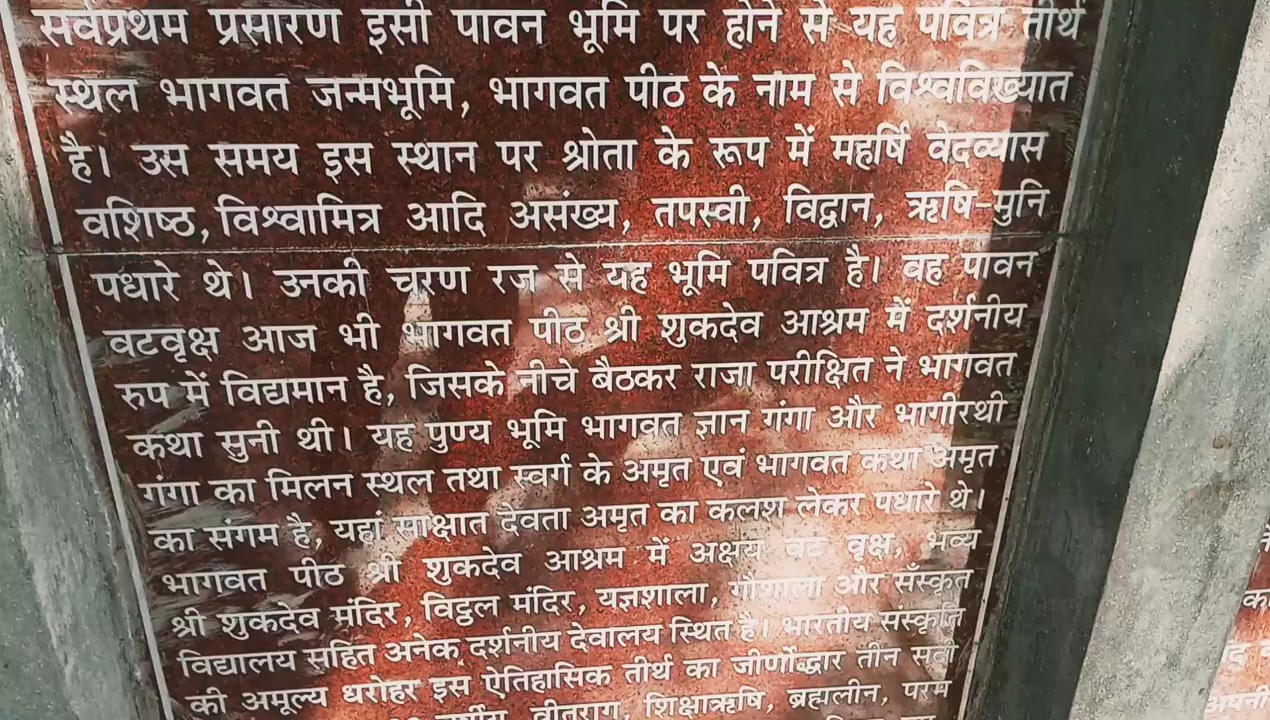 सर्वप्रथम प्रसारण इसी पावन भूमि पर होने से यह पवित्र तीर्थ
स्थल भागवत जन्मभूमि, भागवत पीठ के नाम से विश्वविख्यात
है। उस समय इस स्थान पर श्रोता के रूप में महर्षि वेदव्यास
वशिष्ठ, विश्वामित्र आदि असंख्य, तपस्वी, विद्वान, ऋषि-मुनि
पधारे थे। उनकी चरण रज से यह भूमि पवित्र है। वह पावन
वटवृक्ष आज भी भागवत पीठ श्री शुकदेव आश्रम में दर्शनीय
रुप में विद्यमान है, जिसके नीचे बैठकर राजा परीक्षित ने भागवत
कथा सुनी थी। यह पुण्य भूमि भागवत ज्ञान गंगा और भागीरथी
गंगा का मिलन स्थल तथा स्वर्ग के अमृत एवं भागवत कथा अमृत
का संगम है, यहां साक्षात देवता अमृत का कलश लेकर पधारे थे।
भागवत पीठ श्री शुकदेव आश्रम में अक्षय वट वृक्ष, भव्य
श्री शुकदेव मंदिर, विट्ठल मंदिर, यज्ञशाला, गौशाला और सँस्कृत
विद्यालय सहित अनेक दर्शनीय देवालय स्थित है। भारतीय संस्कृति
की अमूल्य धरोहर इस ऐतिहासिक तीर्थ का जीर्णोद्धार तीन सदी
वीतराग, शिक्षाऋषि, ब्रह्मलीन, परम